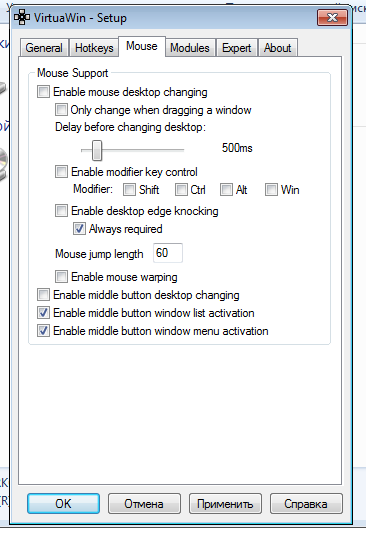 VirtuaWin - Setup
General Hotkeys Mouse Modules Expert About
Mouse Support
Enable mouse desktop changing
Only change when dragging a window
Delay before changing desktop:
500ms
Enable modifier key control
Modifier: Shift Ctrl Alt Win
Enable desktop edge knocking
Always required
Mouse jump length 60
Enable mouse warping
Enable middle button desktop changing
Enable middle button window list activation
Enable middle button window menu activation
OK Отмена Применить Справка